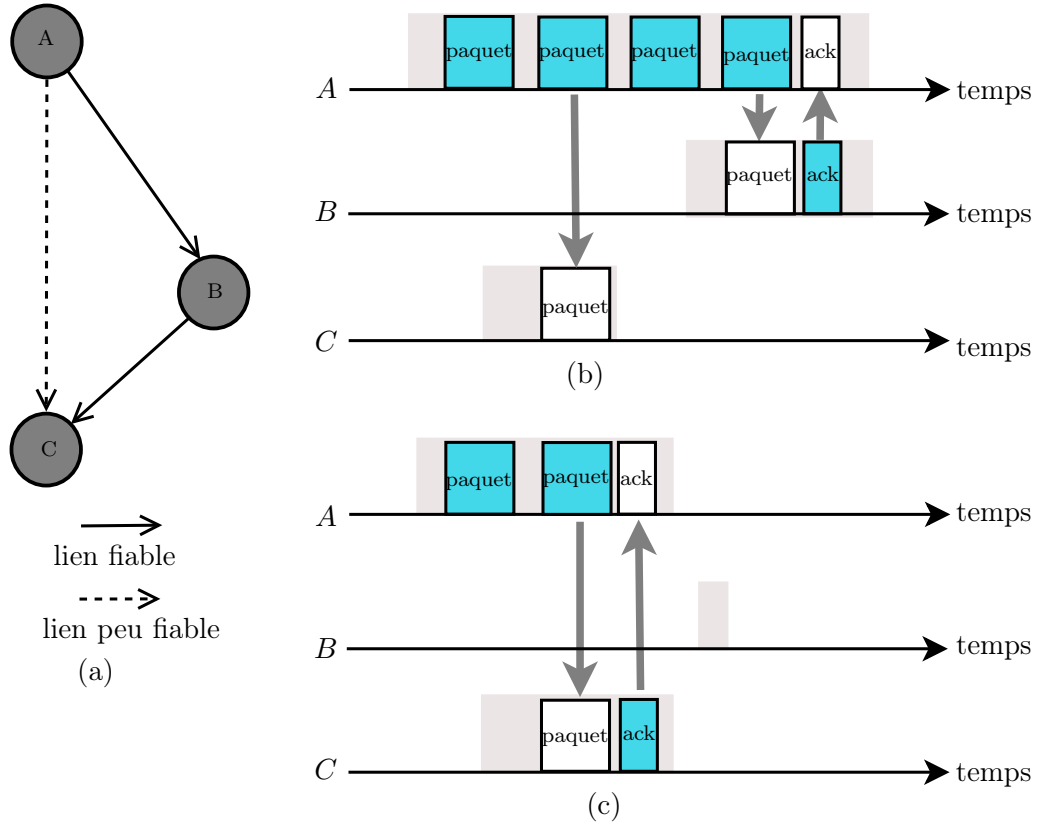 A
B
C
lien fiable
lien peu fiable
(a)
paquet paquet paquet paquet ack
A temps
paquet ack
B temps
paquet
C temps
(b)
paquet paquet ack
A temps
B temps
paquet ack
C temps
(c)